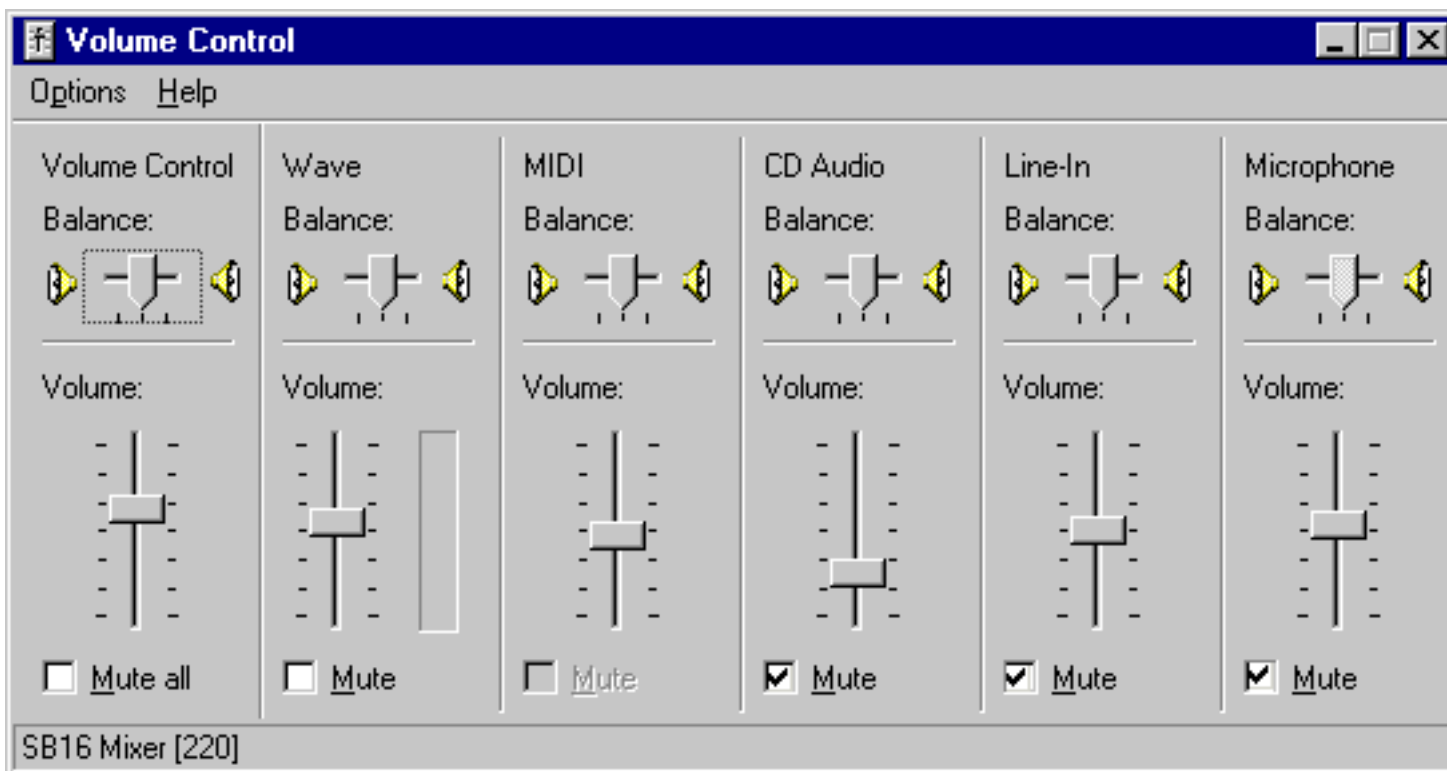 Volume Control
Options Help
Volume Control Wave MIDI CD Audio Line-In Microphone
Balance: Balance: Balance: Balance: Balance: Balance:
Volume: Volume: Volume: Volume: Volume: Volume:
Mute all Mute Mute Mute Mute Mute
SB16 Mixer [220]